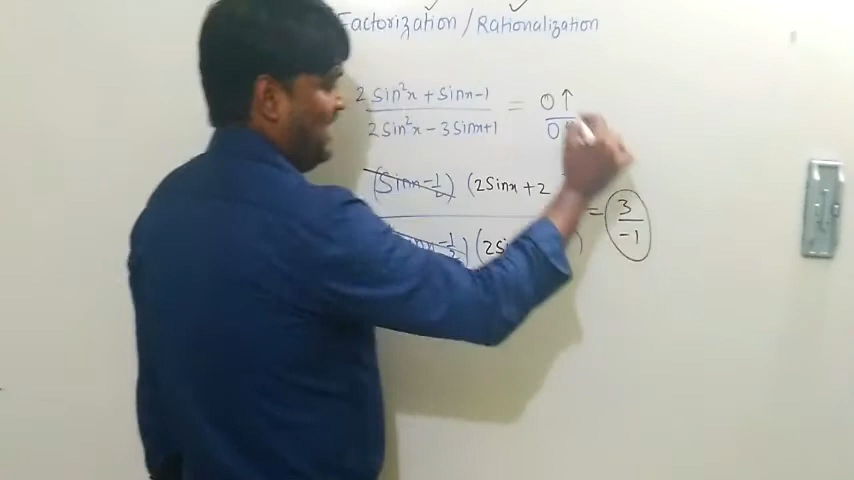 Factorization / Rationalization
2 Sin²x + Sinx-1 = 0↑
2 Sin²x - 3 Sinx+1 0
(Sinx-1/2) (2Sinx+2
-1/2) (2Si ) = 3/-1